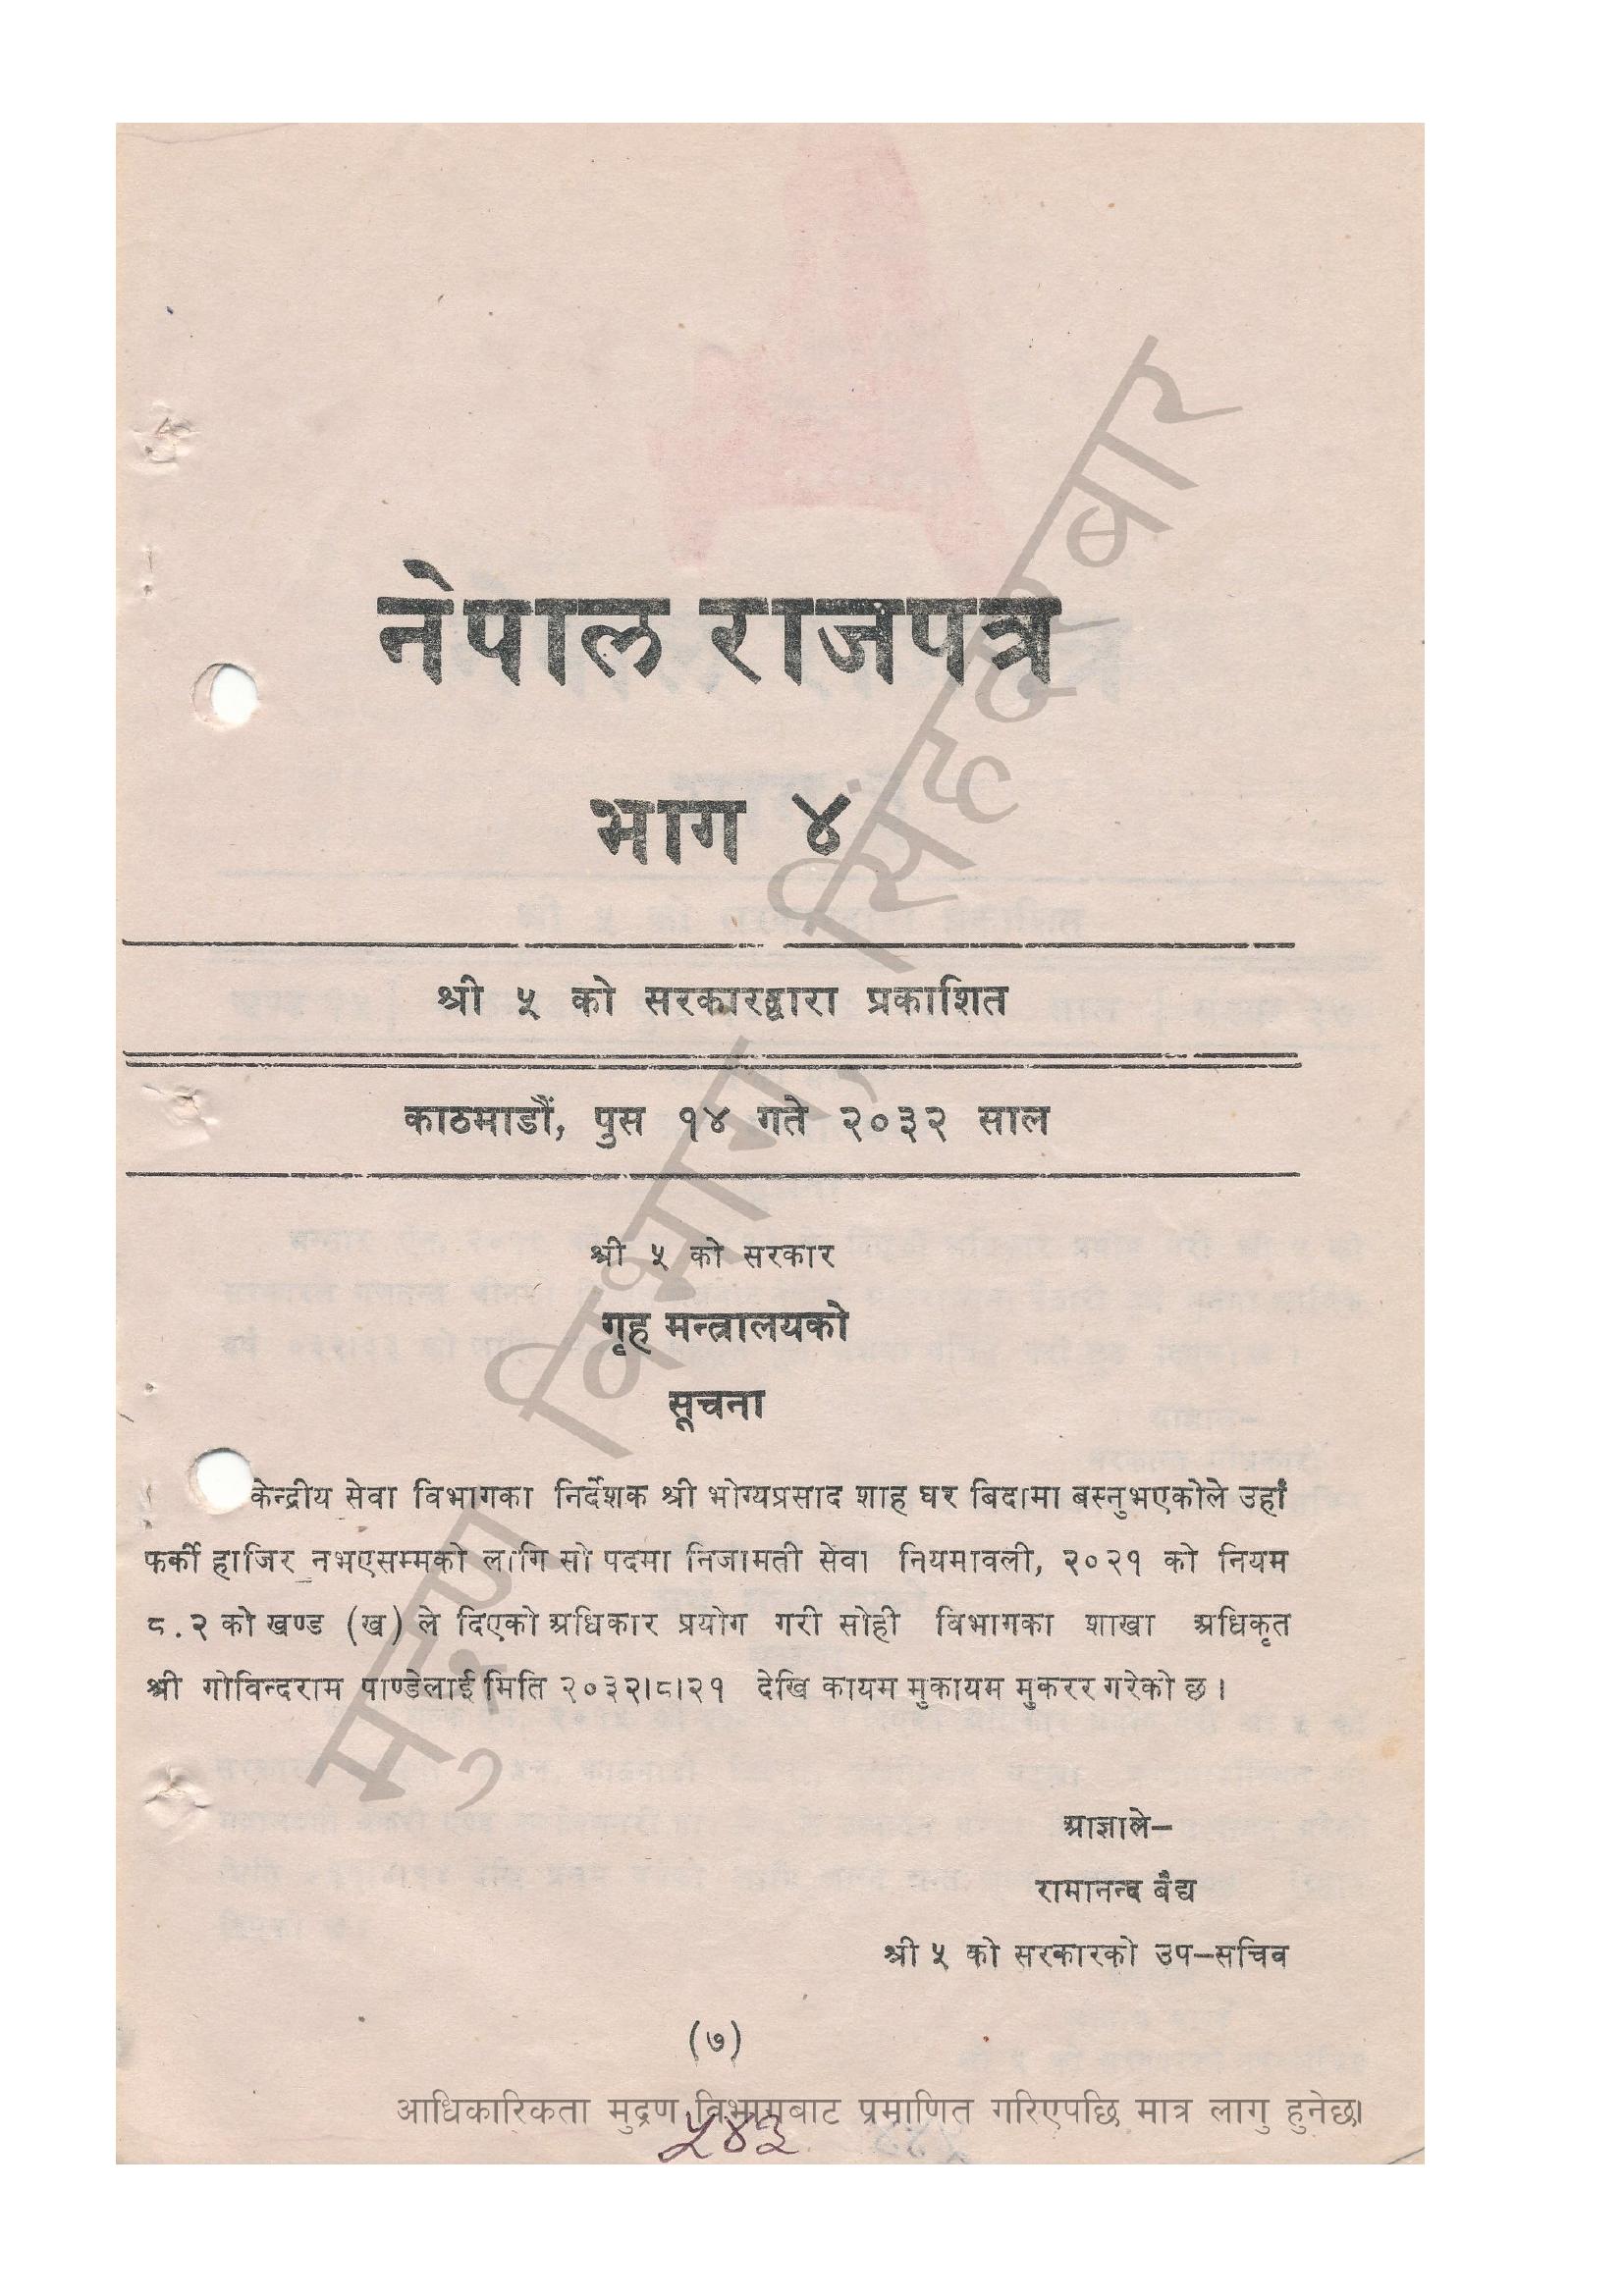 नेपाल राजपत्र
भाग ४
श्री ५ को सरकारद्वारा प्रकाशित
काठमाडौं, पुस १४ गते २०३२ साल
श्री ५ को सरकार
गृह मन्त्रालयको
सूचना
केन्द्रीय सेवा विभागका निर्देशक श्री भोग्यप्रसाद शाह घर बिदामा बस्नुभएकोले उहाँ
फर्की हाजिर नभएसम्मको लागि सो पदमा निजामती सेवा नियमावली, २०२१ को नियम
८.२ को खण्ड (ख) ले दिएको अधिकार प्रयोग गरी सोही विभागका शाखा अधिकृत
श्री गोविन्दराम पाण्डेलाई मिति २०३२।८।२१ देखि कायम मुकायम मुकरर गरेको छ।
आज्ञाले–
रामानन्द बैद्य
श्री ५ को सरकारको उप–सचिव
(७)
आधिकारिकता मुद्रण विभागबाट प्रमाणित गरिएपछि मात्र लागु हुनेछ।
५४३
मुद्रण विभाग, सिंहदरबार